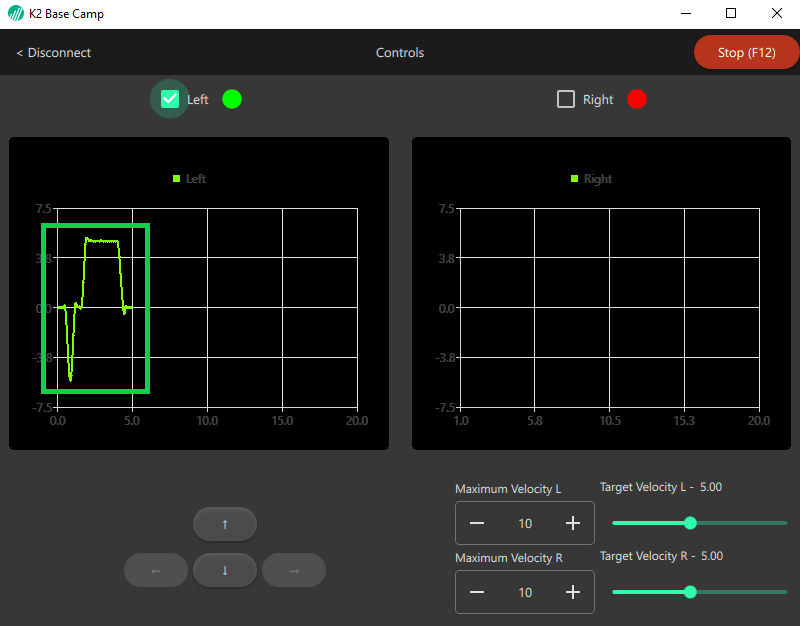 K2 Base Camp
< Disconnect Controls Stop (F12)
Left Right
Left
7.5
3.8
0.0
-3.8
-7.5
0.0 5.0 10.0 15.0 20.0
Right
7.5
3.8
0.0
-3.8
-7.5
1.0 5.8 10.5 15.3 20.0
↑
← ↓ →
Maximum Velocity L Target Velocity L - 5.00
— 10 +
Maximum Velocity R Target Velocity R - 5.00
— 10 +